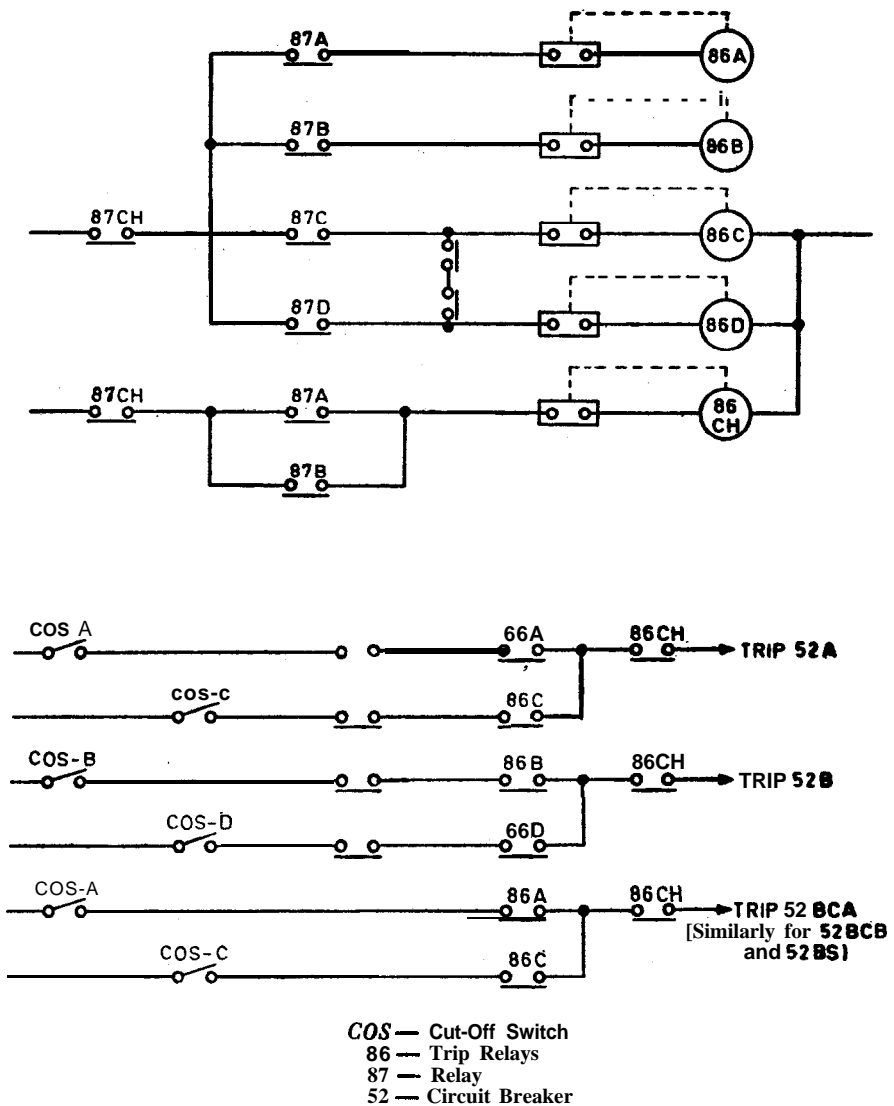 87A
86A
87B
86B
87CH
87C
86C
87D
86D
87CH
87A
86
CH
87B
COS A
66A
86CH
TRIP 52A
COS-C
86C
COS-B
86B
86CH
TRIP 52B
COS-D
66D
COS-A
86A
86CH
TRIP 52 BCA
[Similarly for 52BCB
and 52BS)
COS-C
86C
COS — Cut-Off Switch
86 — Trip Relays
87 — Relay
52 — Circuit Breaker